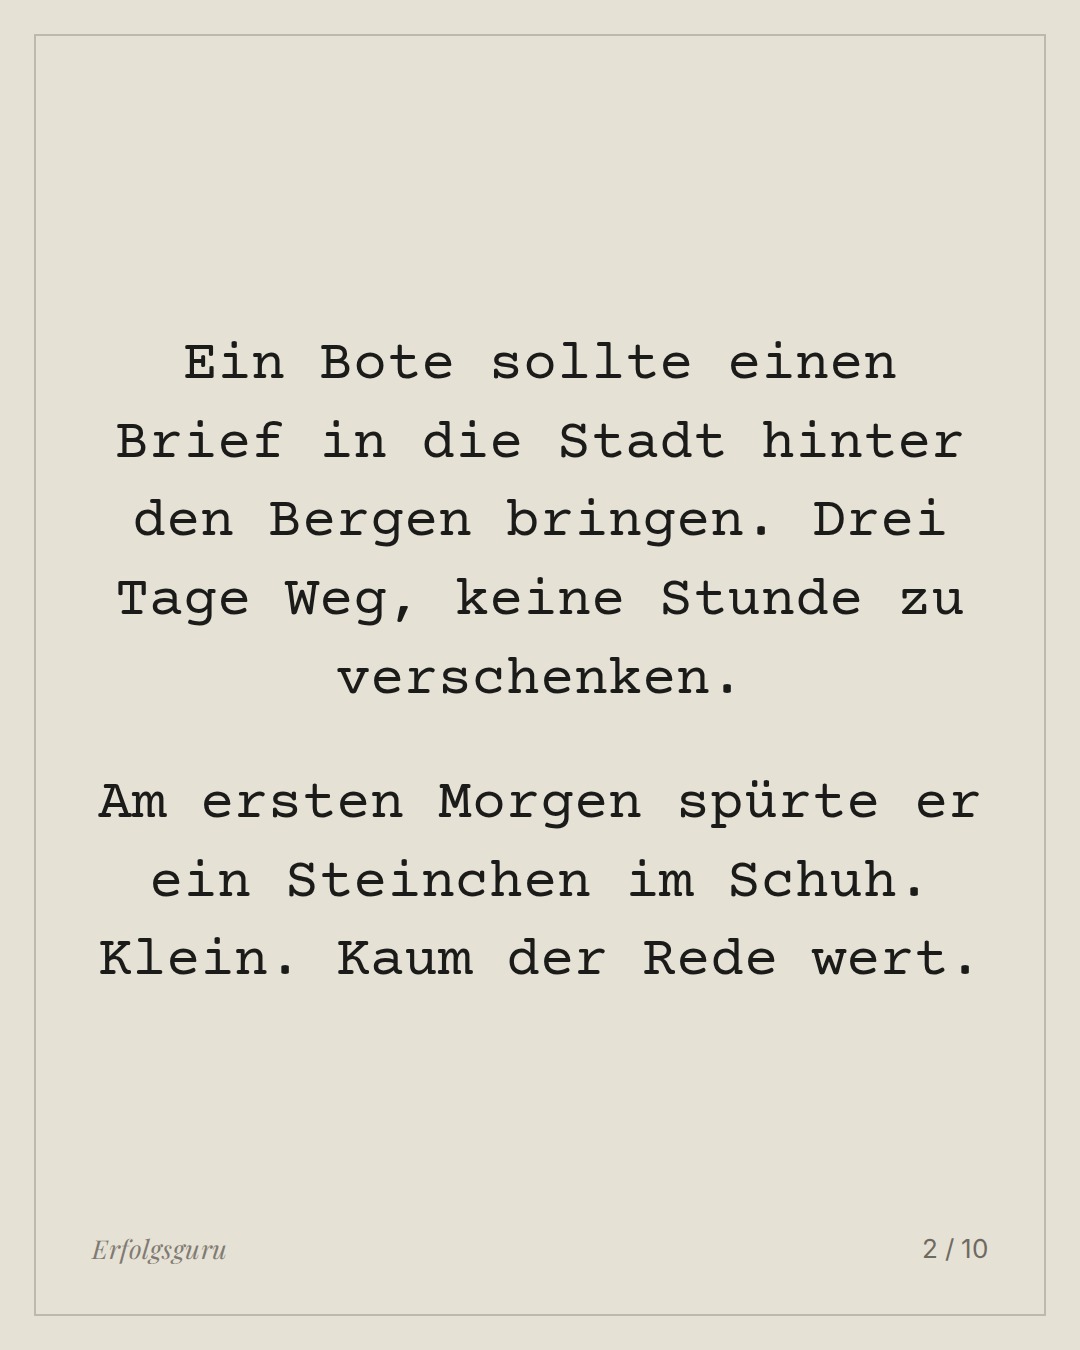 Ein Bote sollte einen
Brief in die Stadt hinter
den Bergen bringen. Drei
Tage Weg, keine Stunde zu
verschenken.
Am ersten Morgen spürte er
ein Steinchen im Schuh.
Klein. Kaum der Rede wert.
Erfolgsguru
2 / 10